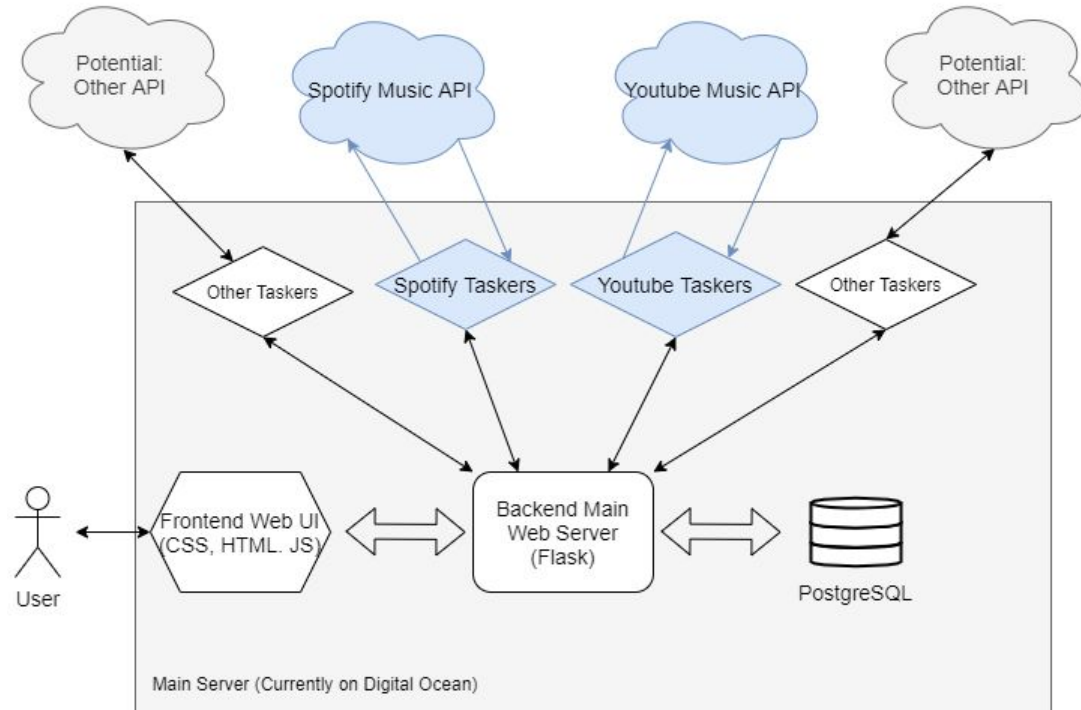 Potential:
Other API
Spotify Music API
Youtube Music API
Potential:
Other API
Other Taskers
Spotify Taskers
Youtube Taskers
Other Taskers
Frontend Web UI
(CSS, HTML. JS)
Backend Main
Web Server
(Flask)
User
PostgreSQL
Main Server (Currently on Digital Ocean)